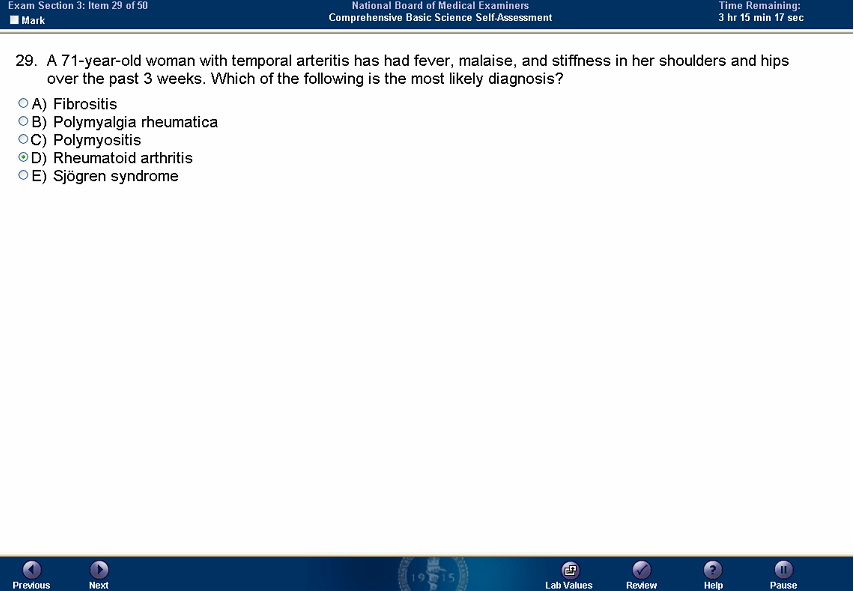 Exam Section 3: Item 29 of 50
National Board of Medical Examiners
Time Remaining:
Mark
Comprehensive Basic Science Self-Assessment
3 hr 15 min 17 sec
29. A 71-year-old woman with temporal arteritis has had fever, malaise, and stiffness in her shoulders and hips
over the past 3 weeks. Which of the following is the most likely diagnosis?
A) Fibrositis
B) Polymyalgia rheumatica
C) Polymyositis
D) Rheumatoid arthritis
E) Sjögren syndrome
1915
Previous
Next
Lab Values
Review
Help
Pause